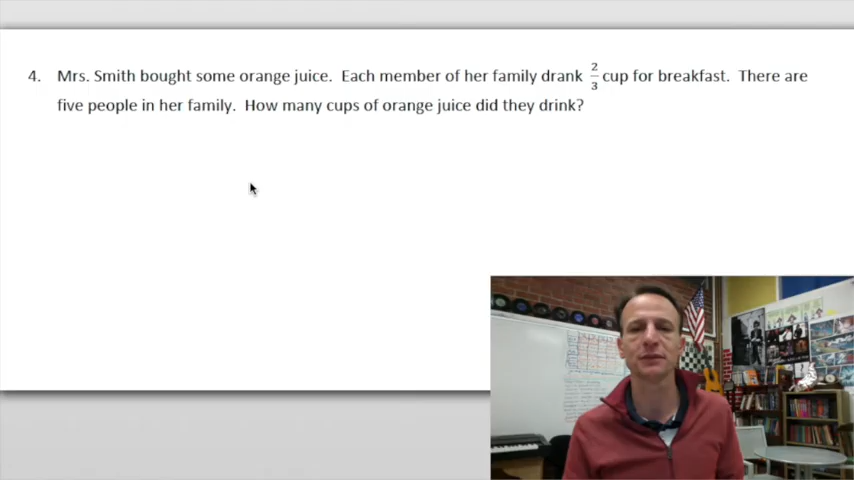 4. Mrs. Smith bought some orange juice. Each member of her family drank 2/3 cup for breakfast. There are
five people in her family. How many cups of orange juice did they drink?